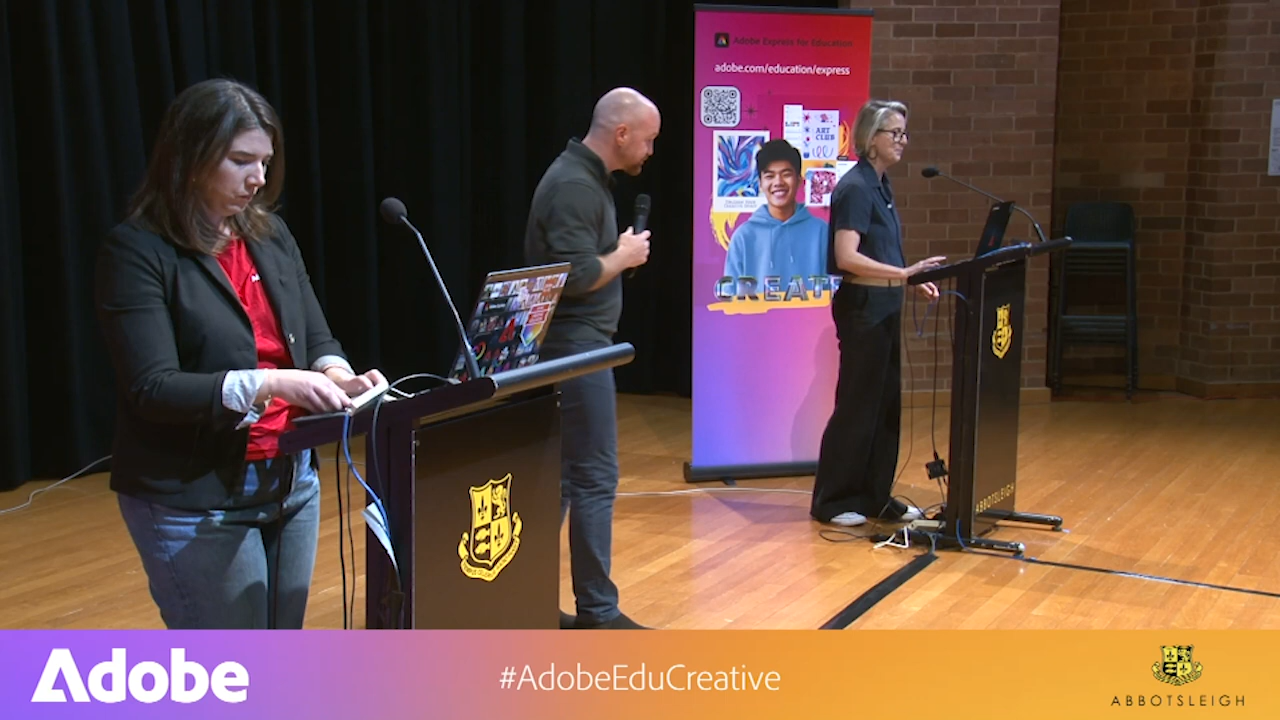 Adobe Express for Education
adobe.com/education/express
ART
CLUB
CREATE
ABBOTSLEIGH
Adobe
#AdobeEduCreative
ABBOTSLEIGH